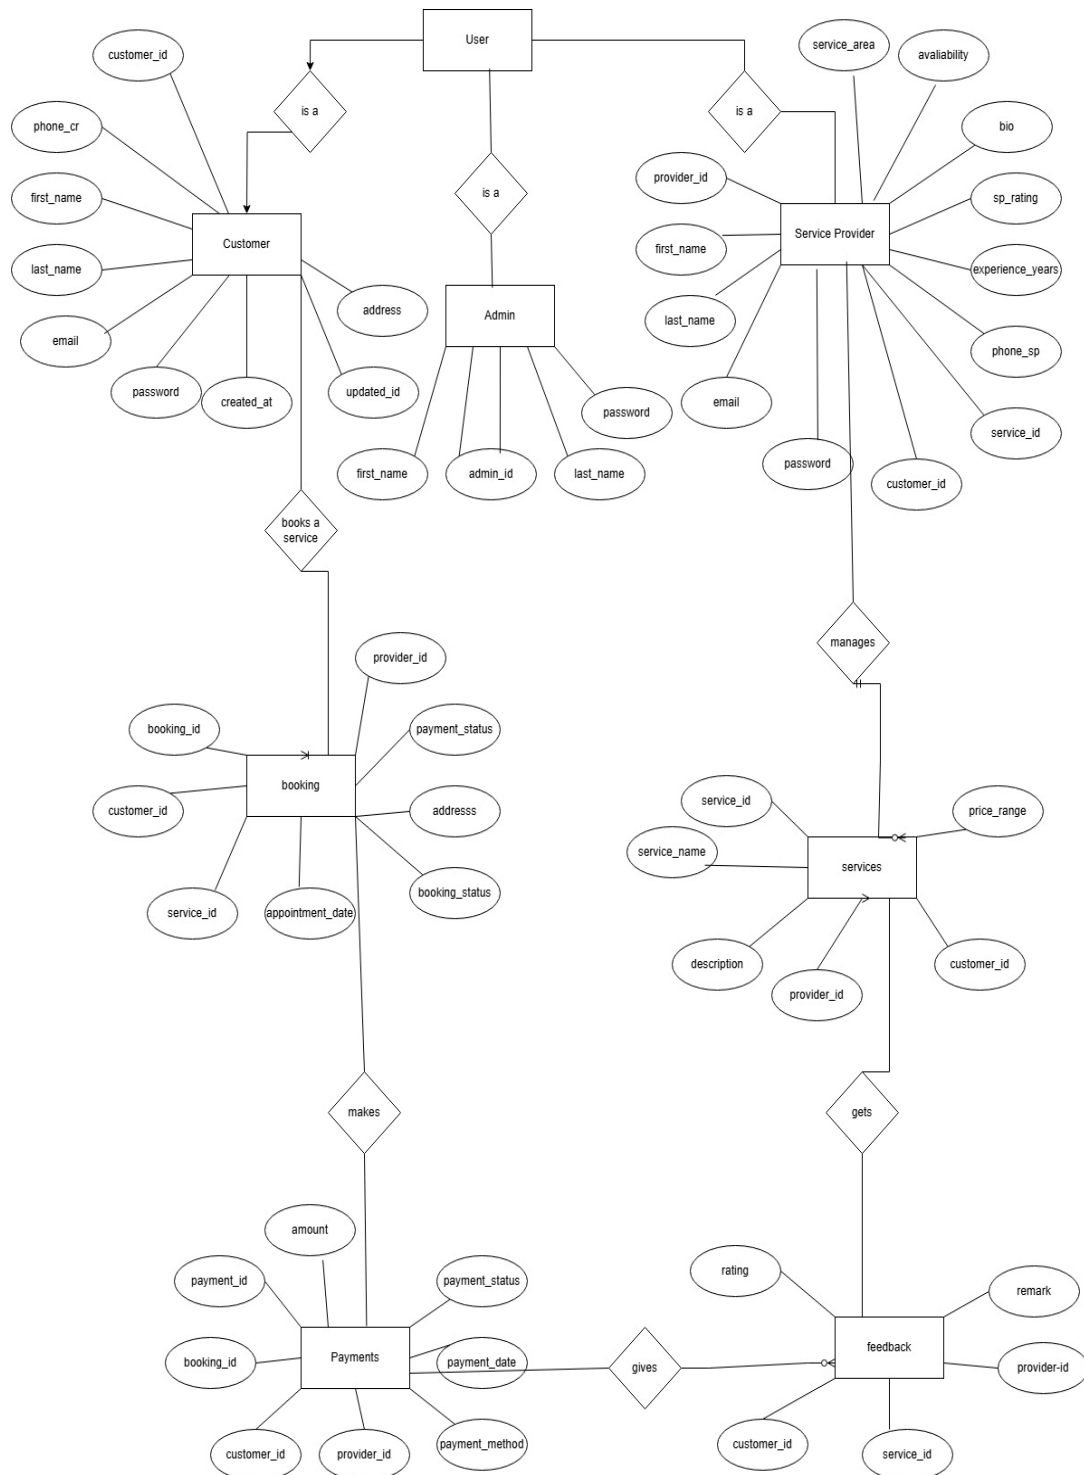 User
service_area
avaliability
customer_id
is a
is a
phone_cr
bio
provider_id
is a
first_name
sp_rating
Customer
Service Provider
first_name
last_name
experience_years
address
Admin
last_name
email
phone_sp
password
created_at
updated_id
email
password
service_id
first_name
admin_id
last_name
password
customer_id
books a
service
manages
provider_id
booking_id
payment_status
booking
service_id
price_range
customer_id
addresss
service_name
services
booking_status
service_id
appointment_date
description
customer_id
provider_id
makes
gets
amount
rating
payment_id
payment_status
remark
Payments
feedback
booking_id
payment_date
gives
provider-id
customer_id
provider_id
payment_method
customer_id
service_id